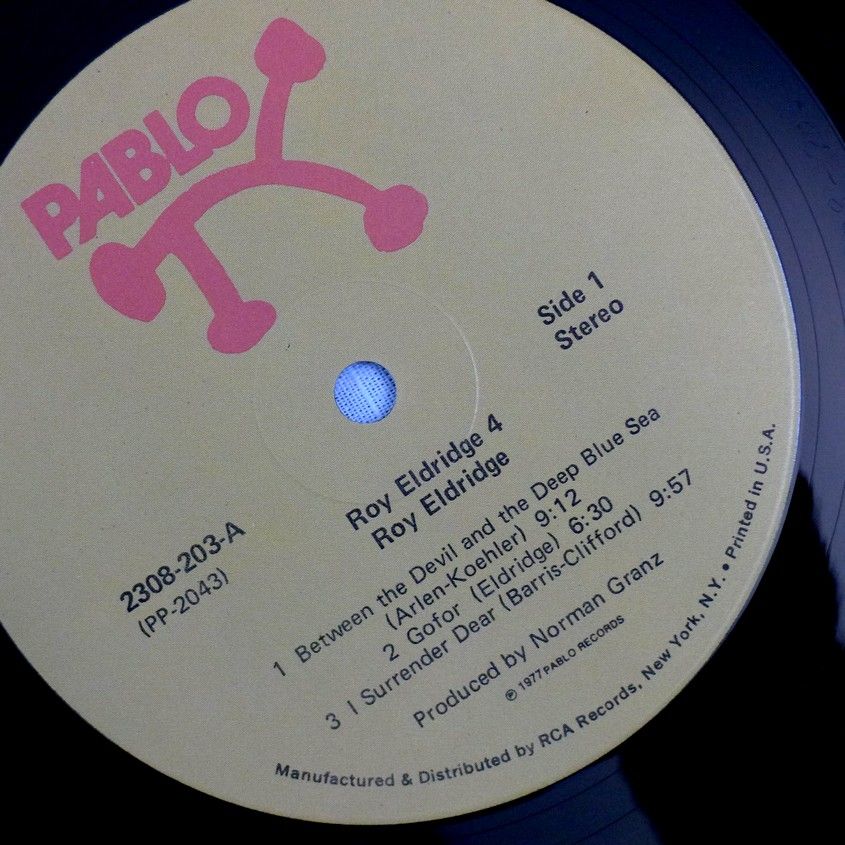 PABLO
Side 1
Stereo
Roy Eldridge 4
Roy Eldridge
2308-203-A
(PP-2043)
1 Between the Devil and the Deep Blue Sea
(Arlen-Koehler) 9:12
2 Gofor (Eldridge) 6:30
3 I Surrender Dear (Barris-Clifford) 9:57
Produced by Norman Granz
℗ 1977 PABLO RECORDS
Manufactured & Distributed by RCA Records, New York, N.Y. • Printed in U.S.A.